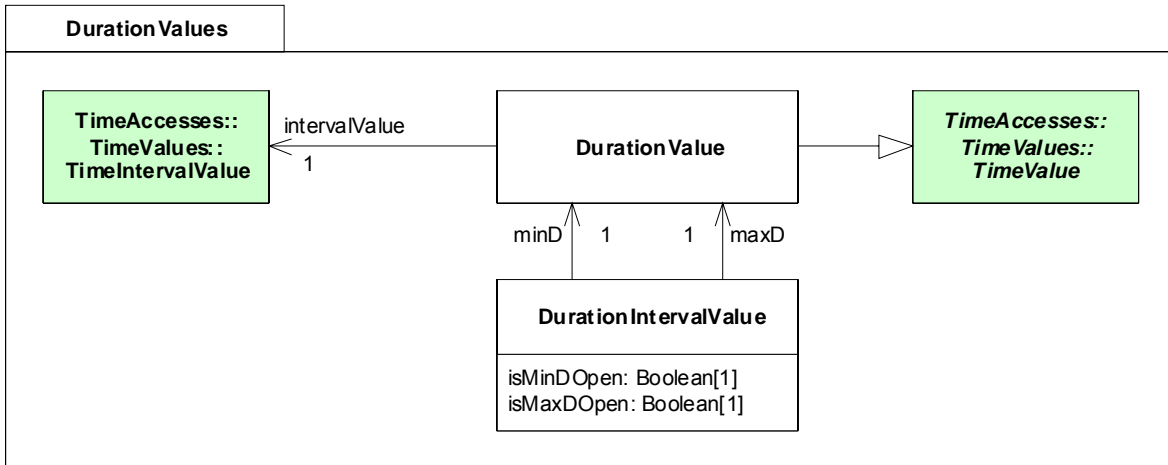 DurationValues
TimeAccesses::
TimeValues::
TimeIntervalValue
intervalValue
1
DurationValue
TimeAccesses::
TimeValues::
TimeValue
minD 1 1 maxD
DurationIntervalValue
isMinDOpen: Boolean[1]
isMaxDOpen: Boolean[1]